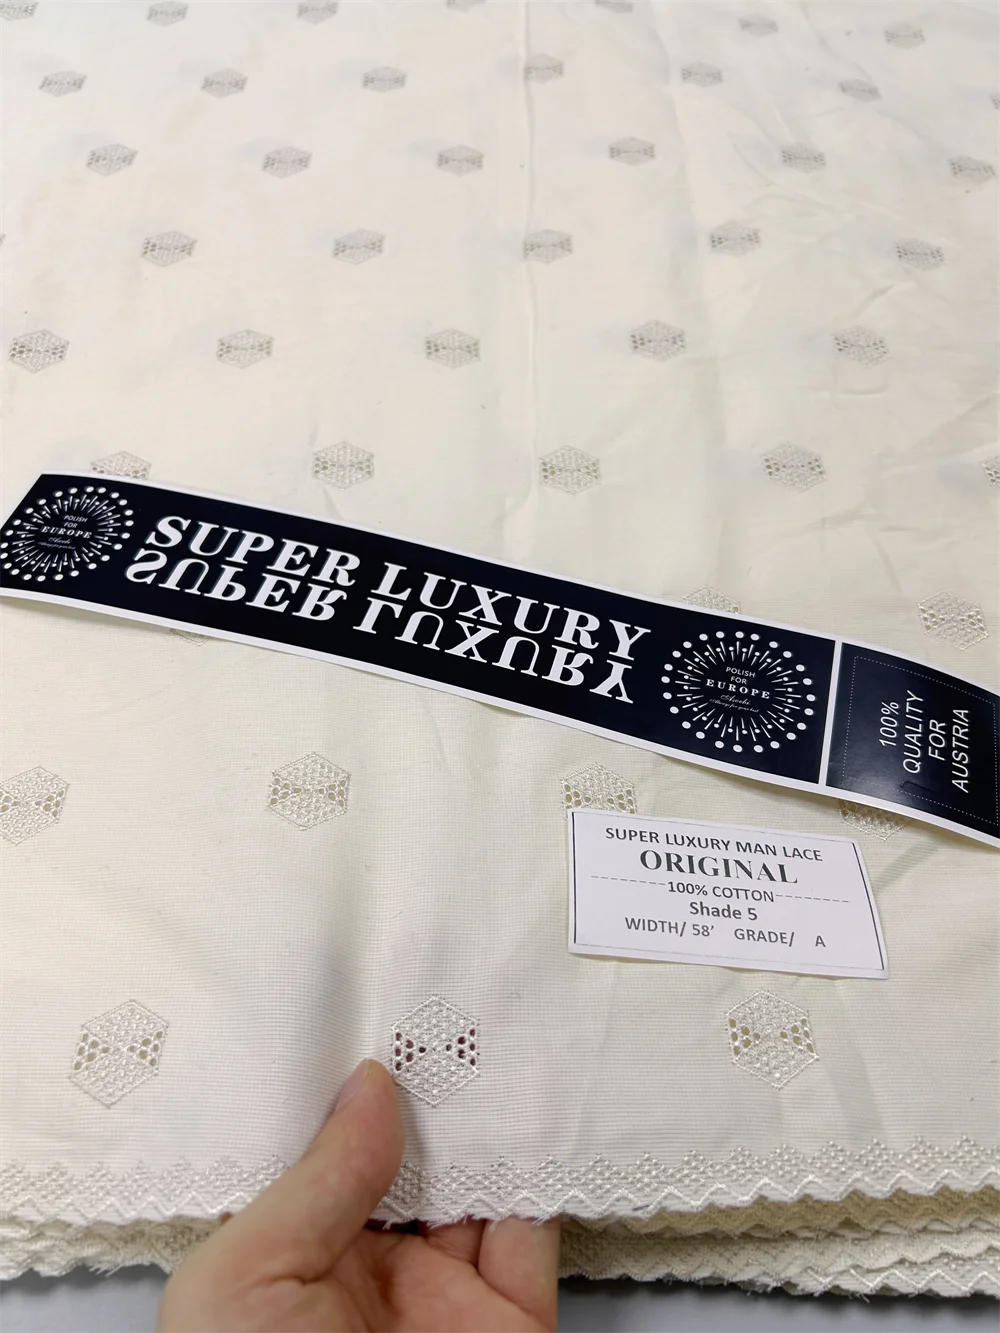 POLISH
FOR
EUROPE
SUPER LUXURY
SUPER LUXURY
POLISH
FOR
EUROPE
100%
QUALITY
FOR
AUSTRIA
SUPER LUXURY MAN LACE
ORIGINAL
100% COTTON
Shade 5
WIDTH/ 58’ GRADE/ A